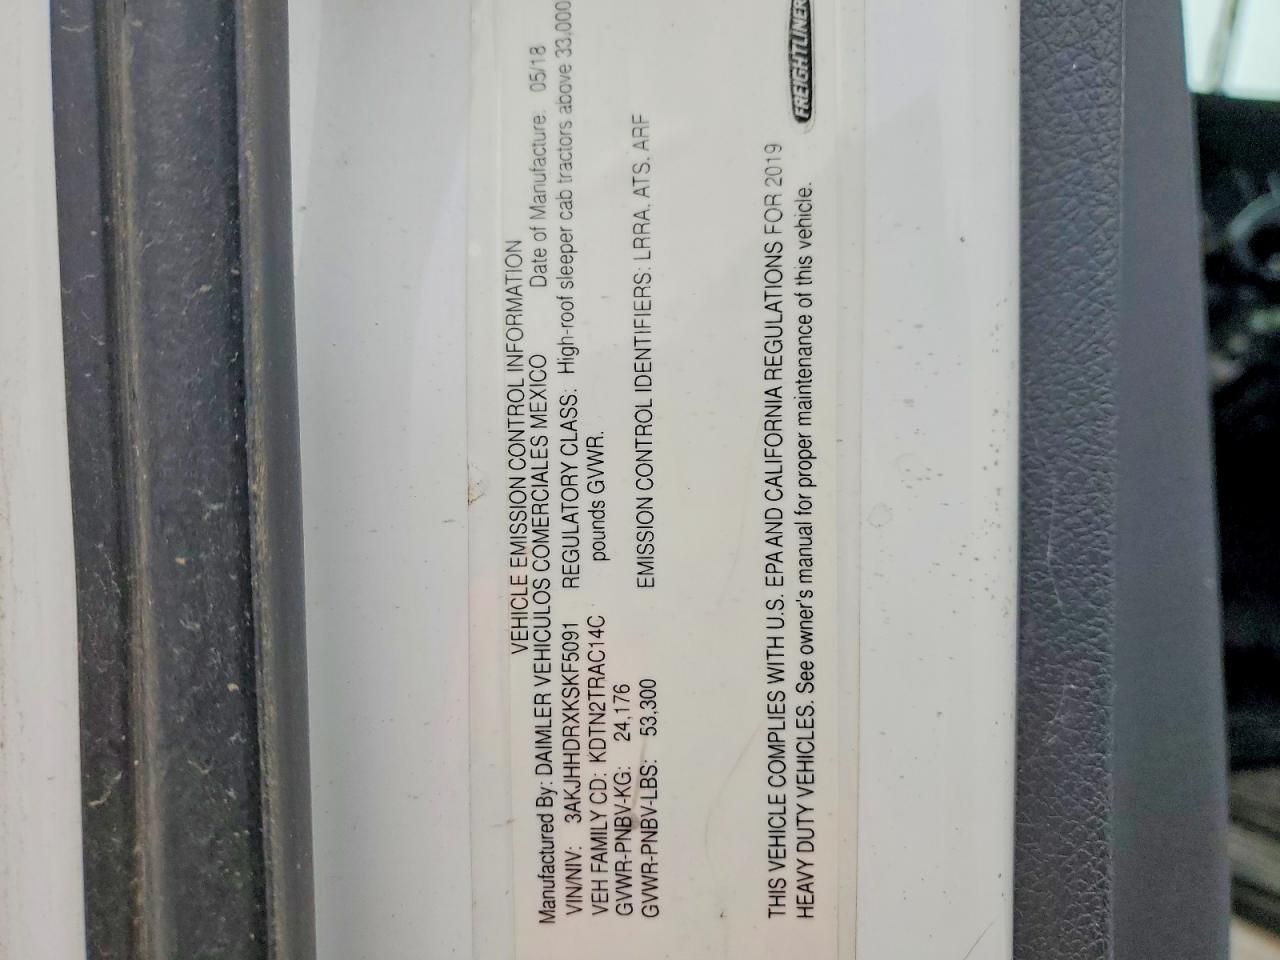 VEHICLE EMISSION CONTROL INFORMATION
Manufactured By: DAIMLER VEHICULOS COMERCIALES MEXICO Date of Manufacture: 05/18
VIN/NIV: 3AKJHHDRXKSKF5091 REGULATORY CLASS: High-roof sleeper cab tractors above 33,000
VEH FAMILY CD: KDTN2TRAC14C pounds GVWR.
GVWR-PNBV-KG: 24,176
GVWR-PNBV-LBS: 53,300 EMISSION CONTROL IDENTIFIERS: LRRA, ATS, ARF
THIS VEHICLE COMPLIES WITH U.S. EPA AND CALIFORNIA REGULATIONS FOR 2019
HEAVY DUTY VEHICLES. See owner's manual for proper maintenance of this vehicle.
FREIGHTLINER